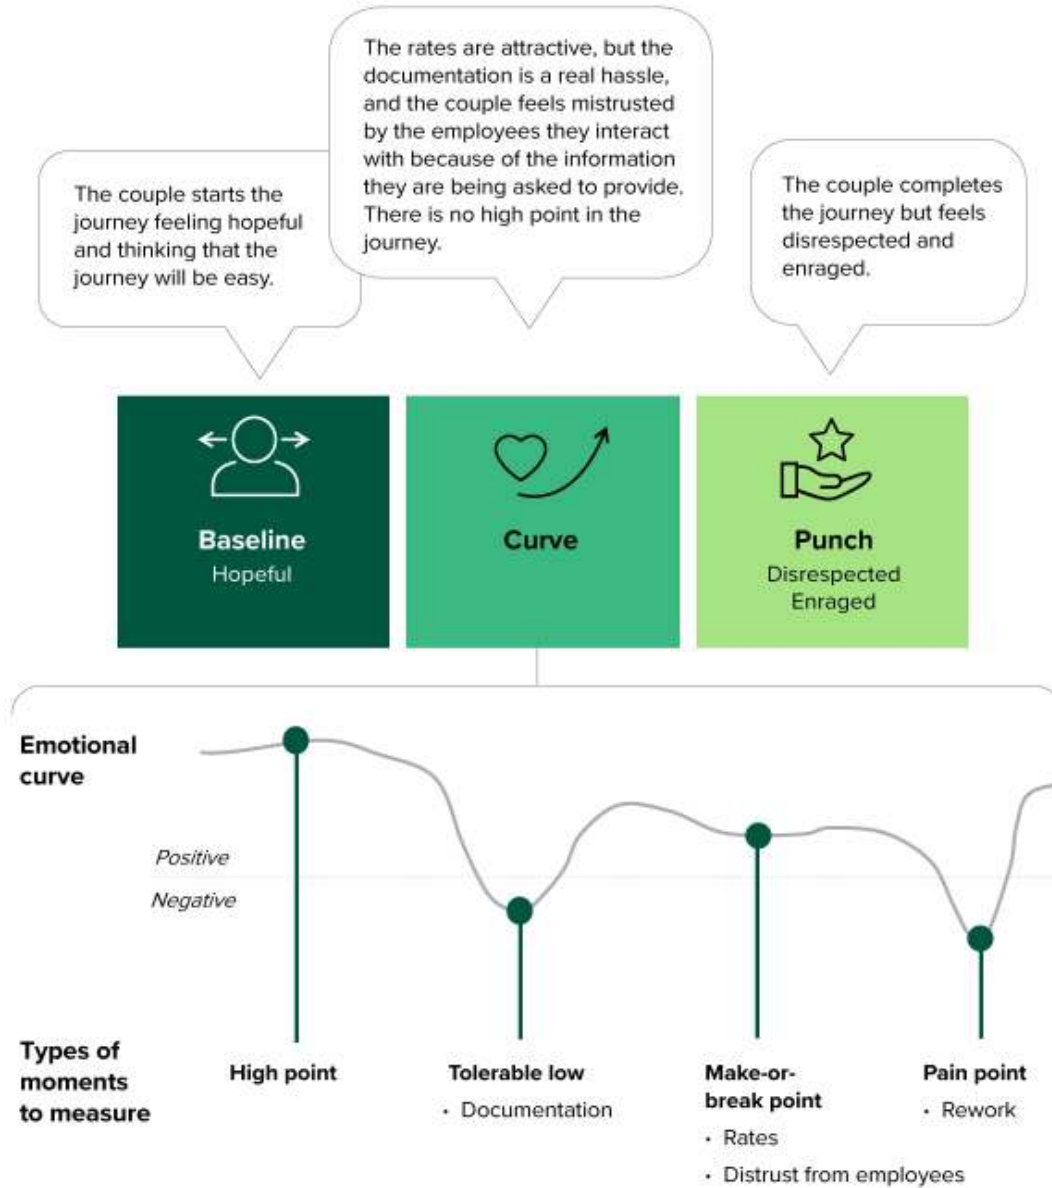 The couple starts the
journey feeling hopeful
and thinking that the
journey will be easy.
The rates are attractive, but the
documentation is a real hassle,
and the couple feels mistrusted
by the employees they interact
with because of the information
they are being asked to provide.
There is no high point in the
journey.
The couple completes
the journey but feels
disrespected and
enraged.
Baseline
Hopeful
Curve
Punch
Disrespected
Enraged
Emotional
curve
Positive
Negative
Types of
moments
to measure
High point
Tolerable low
• Documentation
Make-or-
break point
• Rates
• Distrust from employees
Pain point
• Rework